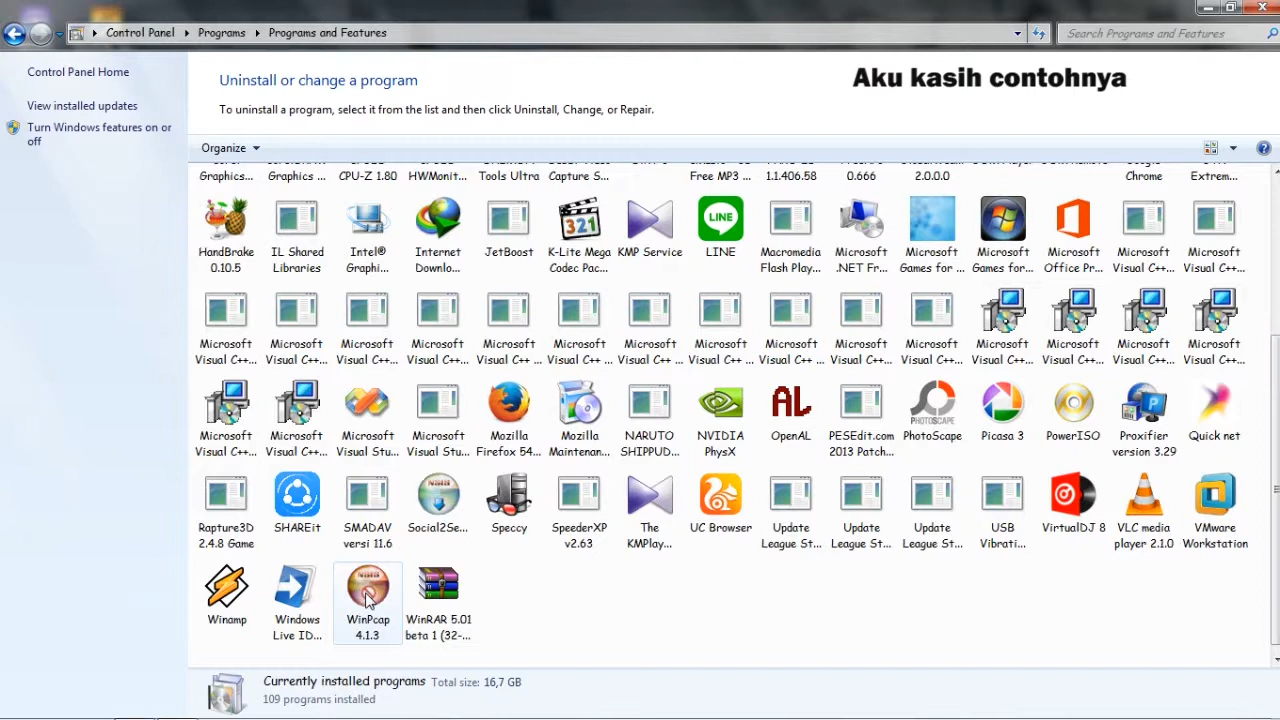 Control Panel Programs Programs and Features
Search Programs and Features
Control Panel Home
View installed updates
Turn Windows features on or
off
Uninstall or change a program
Aku kasih contohnya
To uninstall a program, select it from the list and then click Uninstall, Change, or Repair.
Organize
Graphics... Graphics ... CPU-Z 1.80 HWMonit... Tools Ultra Capture S... Free MP3 ... 1.1.406.58 0.666 2.0.0.0 Chrome Extrem...
HandBrake IL Shared Intel® Internet JetBoost K-Lite Mega KMP Service LINE Macromedia Microsoft Microsoft Microsoft Microsoft Microsoft Microsoft
0.10.5 Libraries Graphi... Downlo... Codec Pac... Flash Play... .NET Fr... Games for ... Games for... Office Pr... Visual C++... Visual C++...
Microsoft Microsoft Microsoft Microsoft Microsoft Microsoft Microsoft Microsoft Microsoft Microsoft Microsoft Microsoft Microsoft Microsoft Microsoft
Visual C++... Visual C++... Visual C++... Visual C++... Visual C++ ... Visual C++ ... Visual C++ ... Visual C++ ... Visual C++ ... Visual C++... Visual C++... Visual C++... Visual C++... Visual C++... Visual C++...
Microsoft Microsoft Microsoft Microsoft Mozilla Mozilla NARUTO NVIDIA OpenAL PESEdit.com PhotoScape Picasa 3 PowerISO Proxifier Quick net
Visual C++... Visual C++... Visual Stu... Visual Stu... Firefox 54... Maintenan... SHIPPUD... PhysX 2013 Patch... version 3.29
AL
PHOTOSCAPE
Rapture3D SHAREit SMADAV Social2Se... Speccy SpeederXP The UC Browser Update Update Update USB VirtualDJ 8 VLC media VMware
2.4.8 Game versi 11.6 v2.63 KMPlay... League St... League St... League St... Vibrati... player 2.1.0 Workstation
Winamp Windows WinPcap WinRAR 5.01
Live ID... 4.1.3 beta 1 (32-...
Currently installed programs Total size: 16,7 GB
109 programs installed